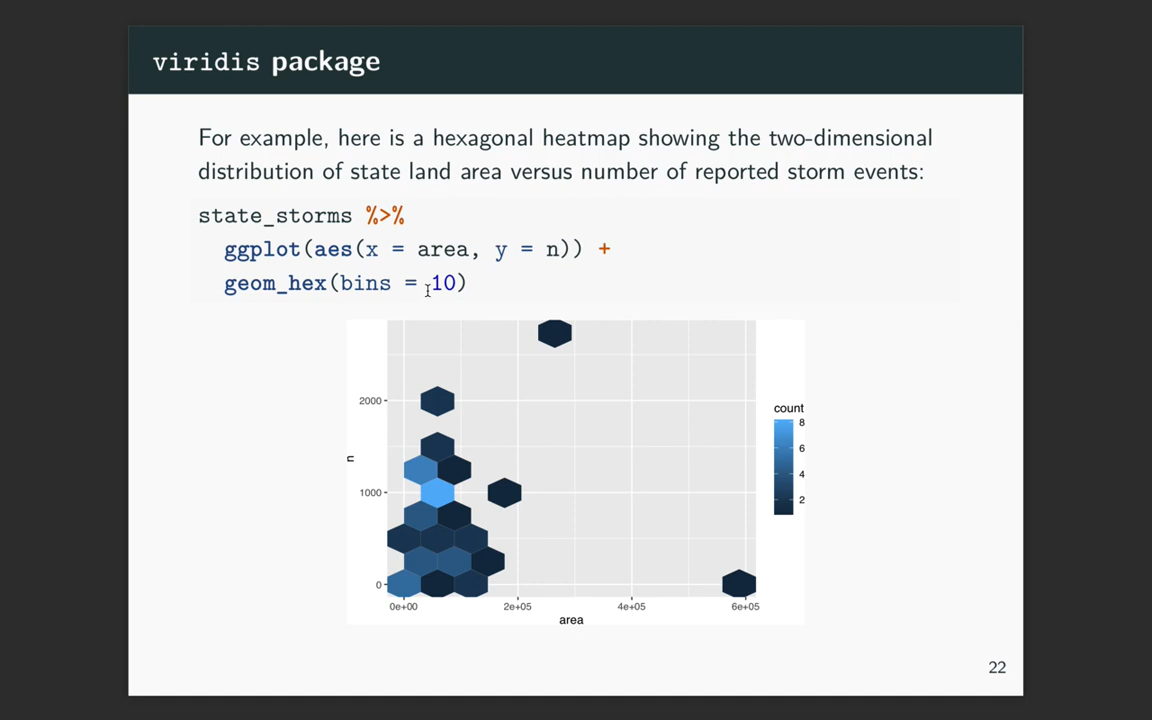 viridis package
For example, here is a hexagonal heatmap showing the two-dimensional
distribution of state land area versus number of reported storm events:
state_storms %>%
ggplot(aes(x = area, y = n)) +
geom_hex(bins = 10)
count
8
6
4
2
2000
1000
0
n
0e+00 2e+05 4e+05 6e+05
area
22